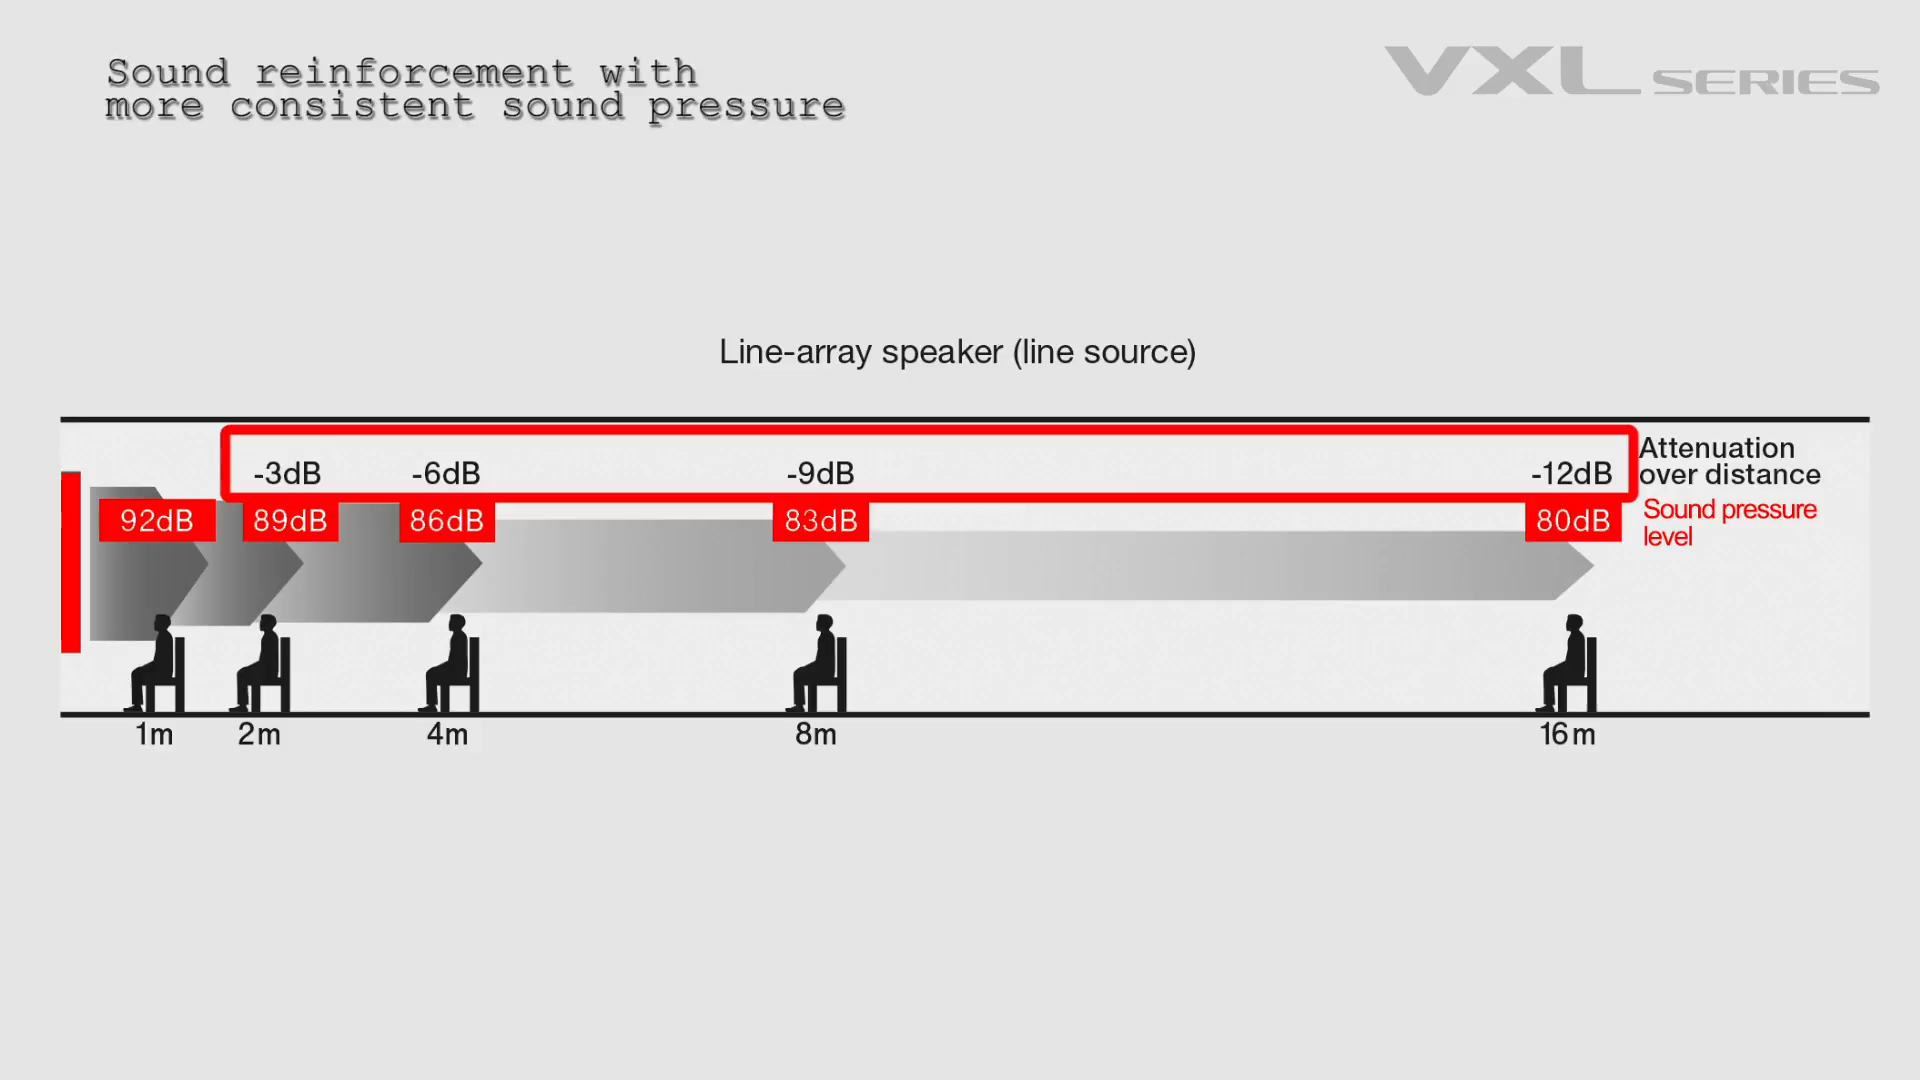 Sound reinforcement with
more consistent sound pressure
VXL SERIES
Line-array speaker (line source)
-3dB -6dB -9dB -12dB
Attenuation
over distance
92dB 89dB 86dB 83dB 80dB
Sound pressure
level
1m 2m 4m 8m 16m